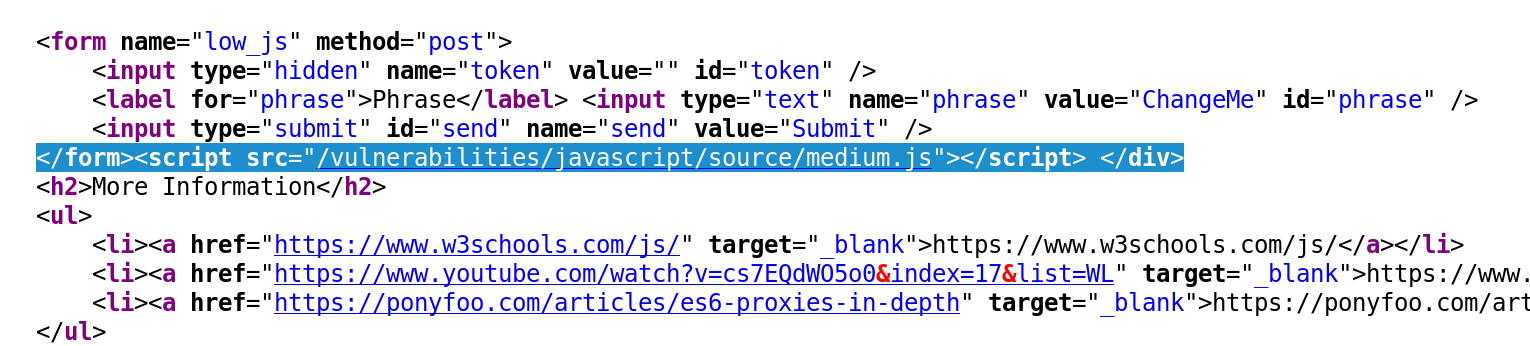 <form name="low_js" method="post">
    <input type="hidden" name="token" value="" id="token" />
    <label for="phrase">Phrase</label> <input type="text" name="phrase" value="ChangeMe" id="phrase" />
    <input type="submit" id="send" name="send" value="Submit" />
</form><script src="/vulnerabilities/javascript/source/medium.js"></script> </div>
<h2>More Information</h2>
<ul>
    <li><a href="https://www.w3schools.com/js/" target="_blank">https://www.w3schools.com/js/</a></li>
    <li><a href="https://www.youtube.com/watch?v=cs7EQdWO5o0&index=17&list=WL" target="_blank">https://www.
    <li><a href="https://ponyfoo.com/articles/es6-proxies-in-depth" target="_blank">https://ponyfoo.com/art
</ul>